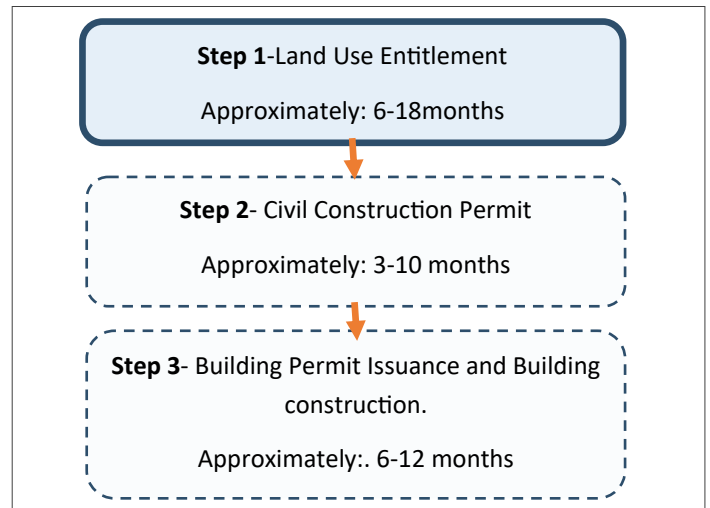 Step 1-Land Use Entitlement
Approximately: 6-18months
Step 2- Civil Construction Permit
Approximately: 3-10 months
Step 3- Building Permit Issuance and Building
construction.
Approximately:. 6-12 months